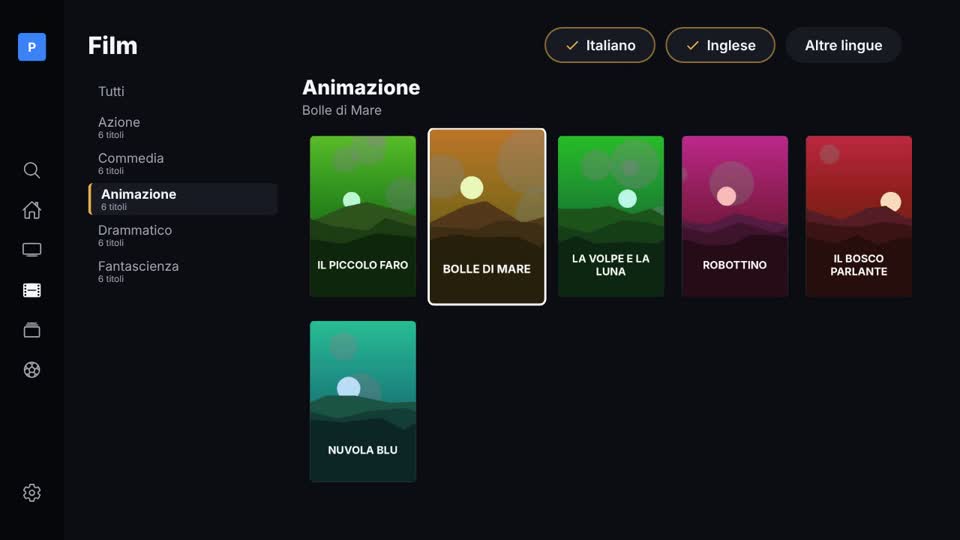 P
Film
Italiano
Inglese
Altre lingue
Tutti
Azione
6 titoli
Commedia
6 titoli
Animazione
6 titoli
Drammatico
6 titoli
Fantascienza
6 titoli
Animazione
Bolle di Mare
IL PICCOLO FARO
BOLLE DI MARE
LA VOLPE E LA
LUNA
ROBOTTINO
IL BOSCO
PARLANTE
NUVOLA BLU